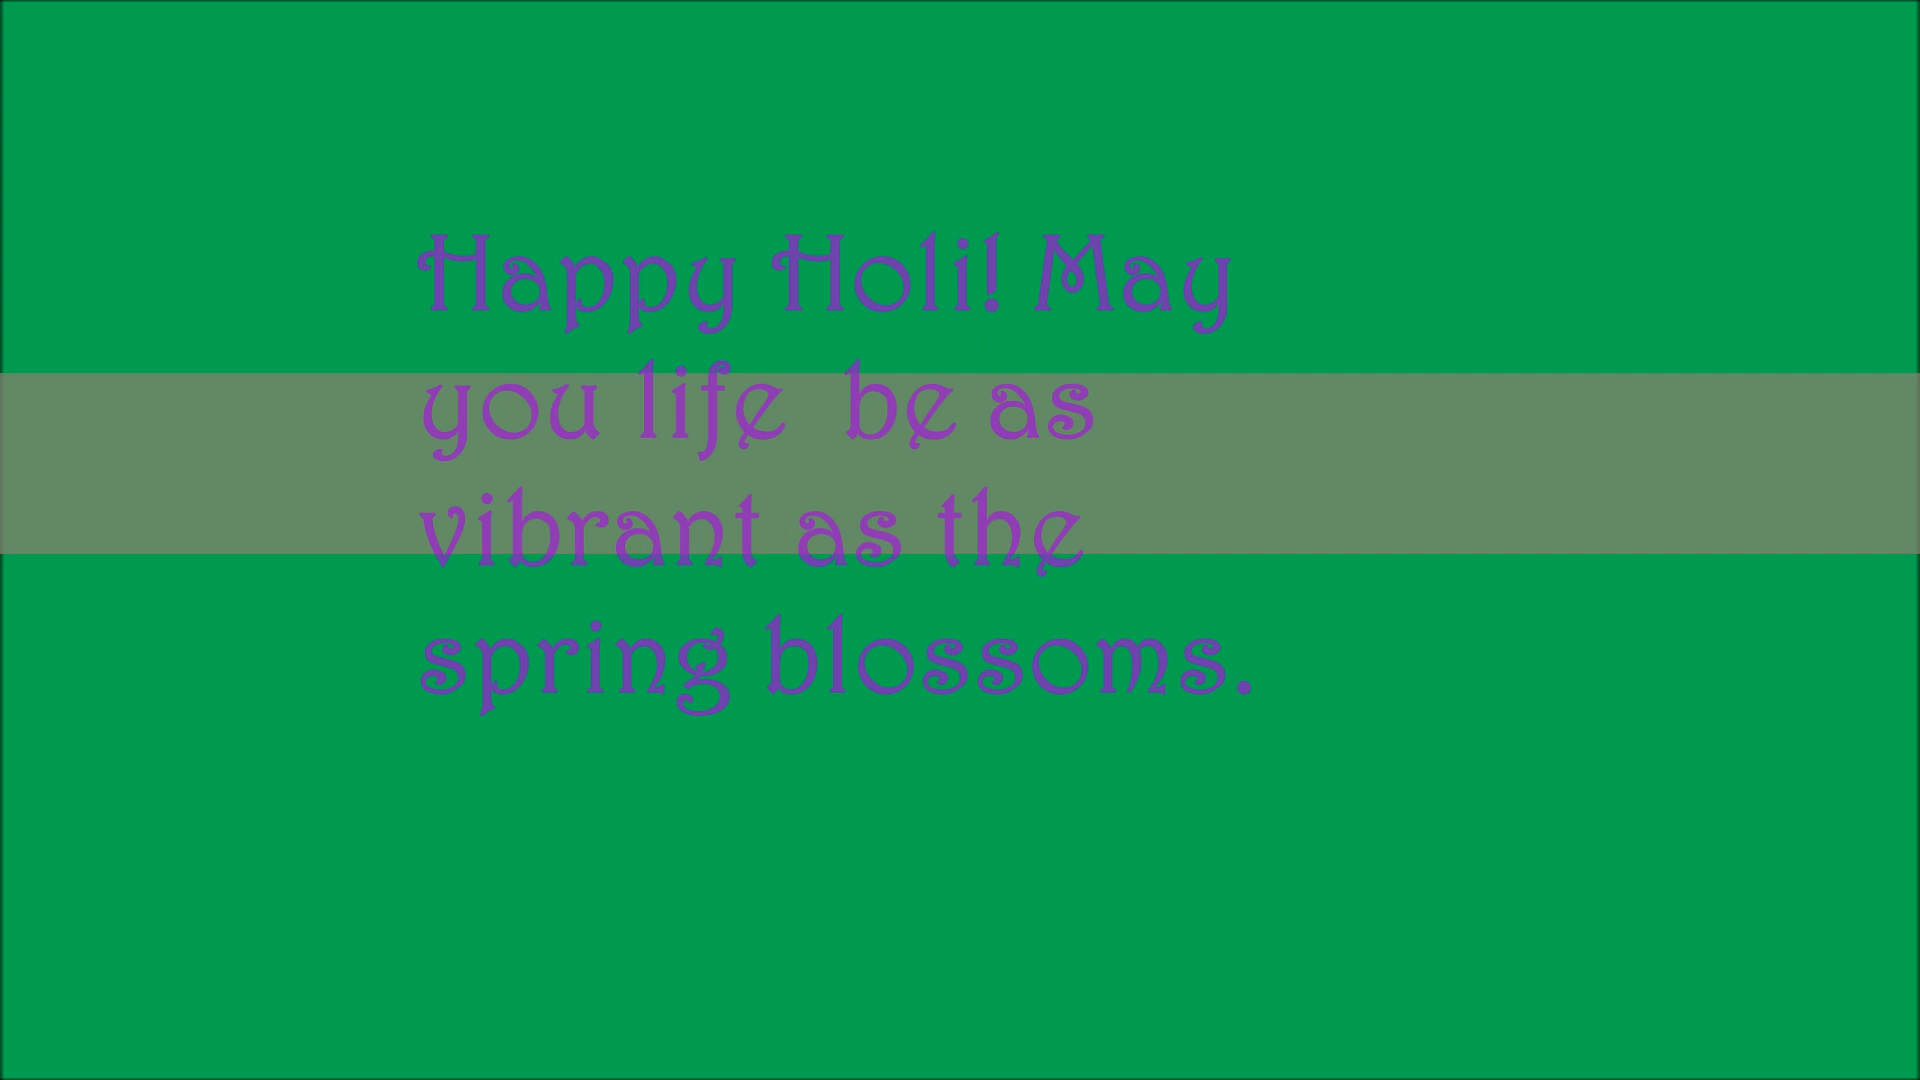 Happy Holi! May
you life be as
vibrant as the
spring blossoms.